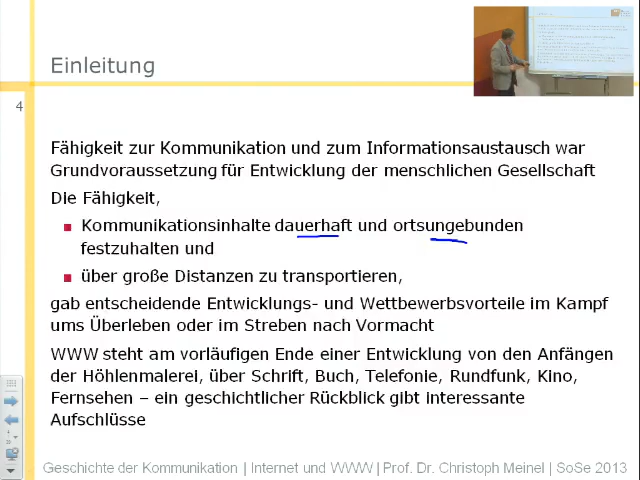 Einleitung
4
Fähigkeit zur Kommunikation und zum Informationsaustausch war
Grundvoraussetzung für Entwicklung der menschlichen Gesellschaft
Die Fähigkeit,
Kommunikationsinhalte dauerhaft und ortsungebunden
festzuhalten und
über große Distanzen zu transportieren,
gab entscheidende Entwicklungs- und Wettbewerbsvorteile im Kampf
ums Überleben oder im Streben nach Vormacht
WWW steht am vorläufigen Ende einer Entwicklung von den Anfängen
der Höhlenmalerei, über Schrift, Buch, Telefonie, Rundfunk, Kino,
Fernsehen – ein geschichtlicher Rückblick gibt interessante
Aufschlüsse
Geschichte der Kommunikation | Internet und WWW | Prof. Dr. Christoph Meinel | SoSe 2013